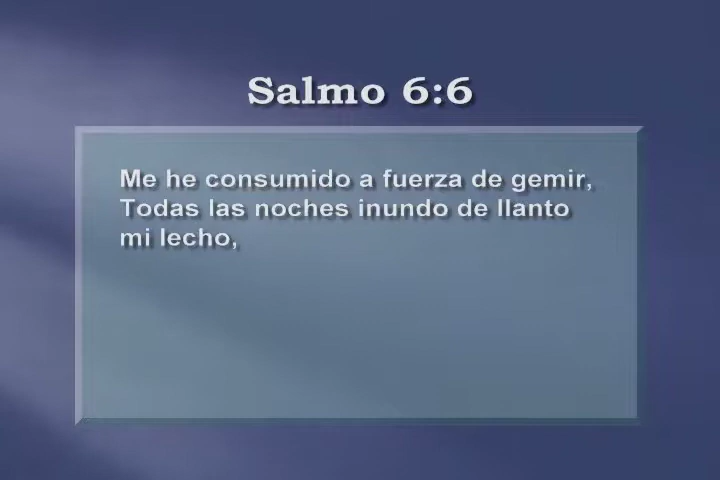 Salmo 6:6
Me he consumido a fuerza de gemir,
Todas las noches inundo de llanto
mi lecho,